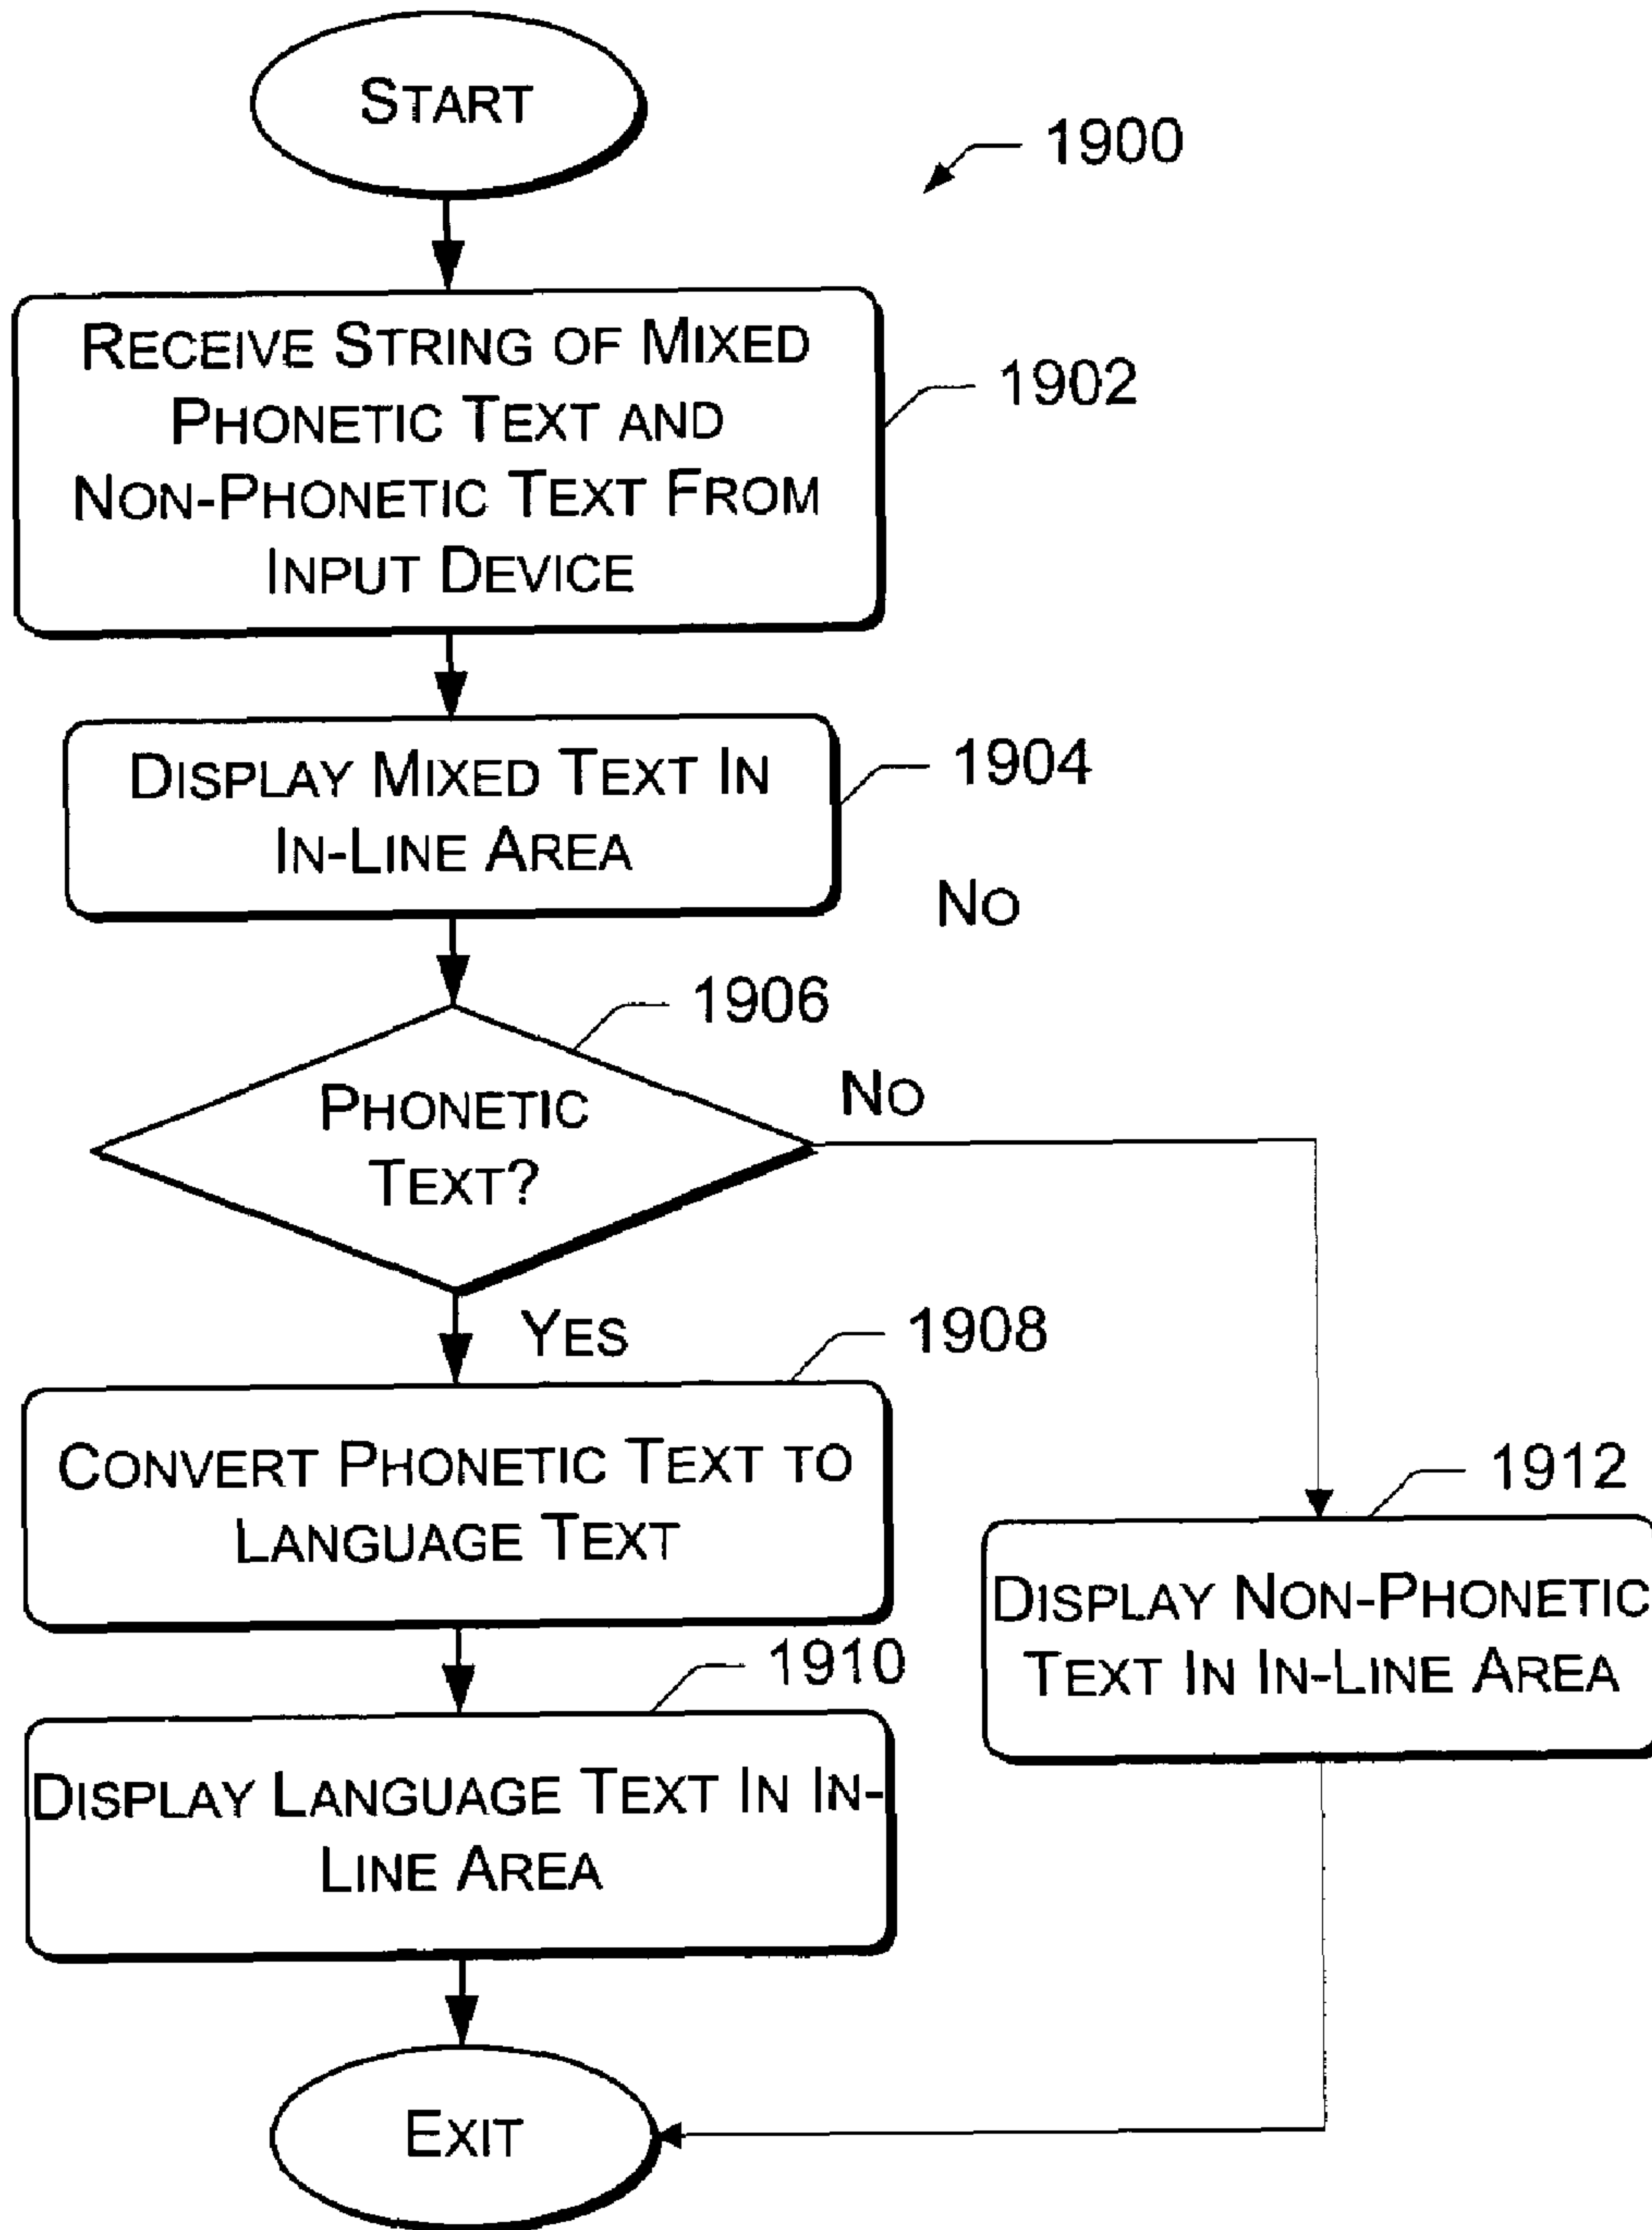 START
1900
RECEIVE STRING OF MIXED
PHONETIC TEXT AND
NON-PHONETIC TEXT FROM
INPUT DEVICE
1902
DISPLAY MIXED TEXT IN
IN-LINE AREA
1904
NO
1906
PHONETIC
TEXT?
NO
YES
1908
CONVERT PHONETIC TEXT TO
LANGUAGE TEXT
1912
DISPLAY NON-PHONETIC
TEXT IN IN-LINE AREA
1910
DISPLAY LANGUAGE TEXT IN IN-
LINE AREA
EXIT